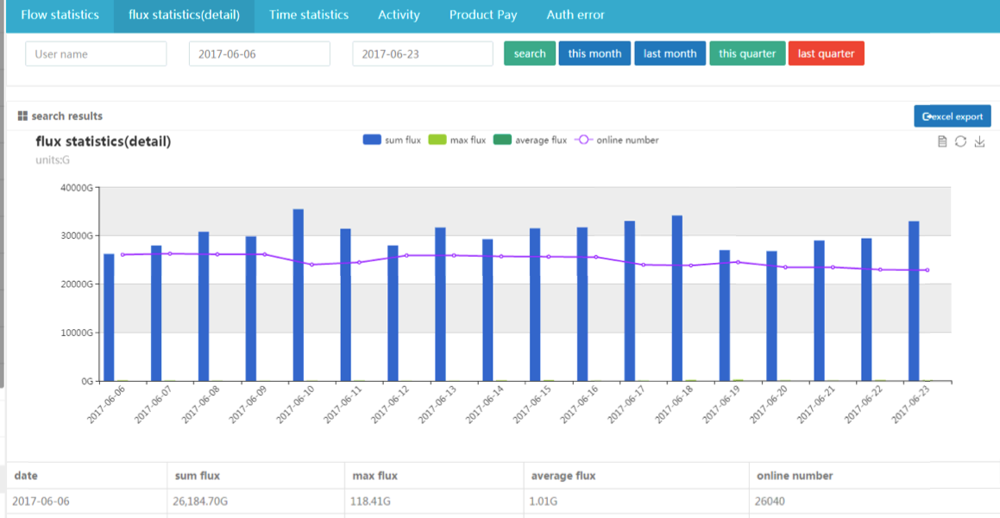 Flow statistics flux statistics(detail) Time statistics Activity Product Pay Auth error
User name 2017-06-06 2017-06-23 search this month last month this quarter last quarter
search results excel export
flux statistics(detail) sum flux max flux average flux online number
units:G
40000G
30000G
20000G
10000G
0G
2017-06-06 2017-06-07 2017-06-08 2017-06-09 2017-06-10 2017-06-11 2017-06-12 2017-06-13 2017-06-14 2017-06-15 2017-06-16 2017-06-17 2017-06-18 2017-06-19 2017-06-20 2017-06-21 2017-06-22 2017-06-23
date sum flux max flux average flux online number
2017-06-06 26,184.70G 118.41G 1.01G 26040